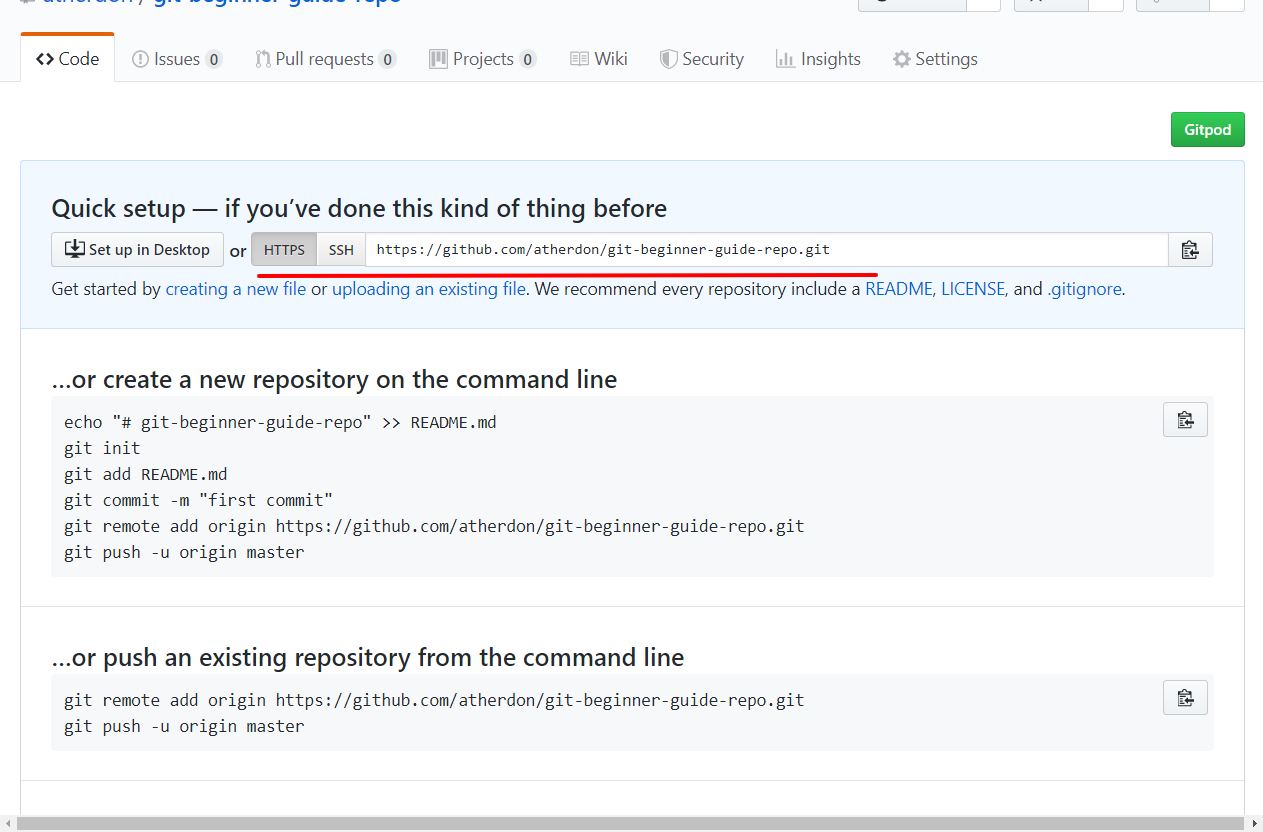 atherdon / git-beginner-guide-repo
Code Issues 0 Pull requests 0 Projects 0 Wiki Security Insights Settings
Gitpod
Quick setup — if you’ve done this kind of thing before
Set up in Desktop or HTTPS SSH https://github.com/atherdon/git-beginner-guide-repo.git
Get started by creating a new file or uploading an existing file. We recommend every repository include a README, LICENSE, and .gitignore.
…or create a new repository on the command line
echo "# git-beginner-guide-repo" >> README.md
git init
git add README.md
git commit -m "first commit"
git remote add origin https://github.com/atherdon/git-beginner-guide-repo.git
git push -u origin master
…or push an existing repository from the command line
git remote add origin https://github.com/atherdon/git-beginner-guide-repo.git
git push -u origin master